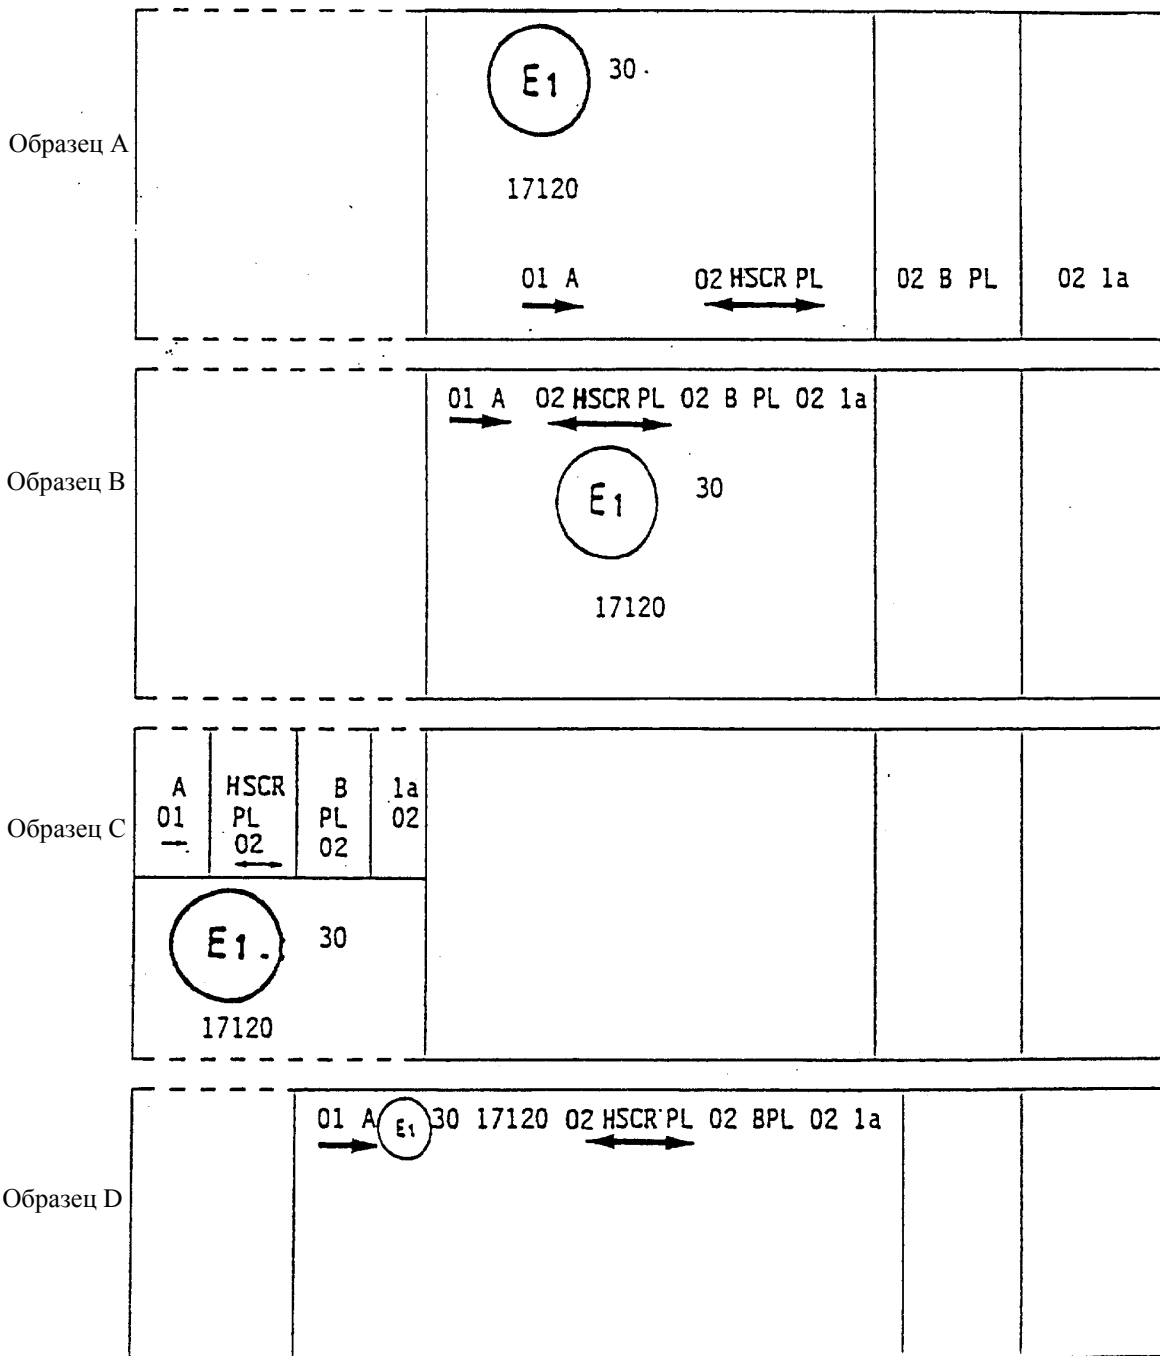 E1 30
Образец A
17120
01 A 02 HSCR PL 02 B PL 02 1a
01 A 02 HSCR PL 02 B PL 02 1a
Образец B
E1 30
17120
A HSCR B 1a
01 PL PL 02
02 02
Образец C
E1 30
17120
01 A E1 30 17120 02 HSCR PL 02 BPL 02 1a
Образец D